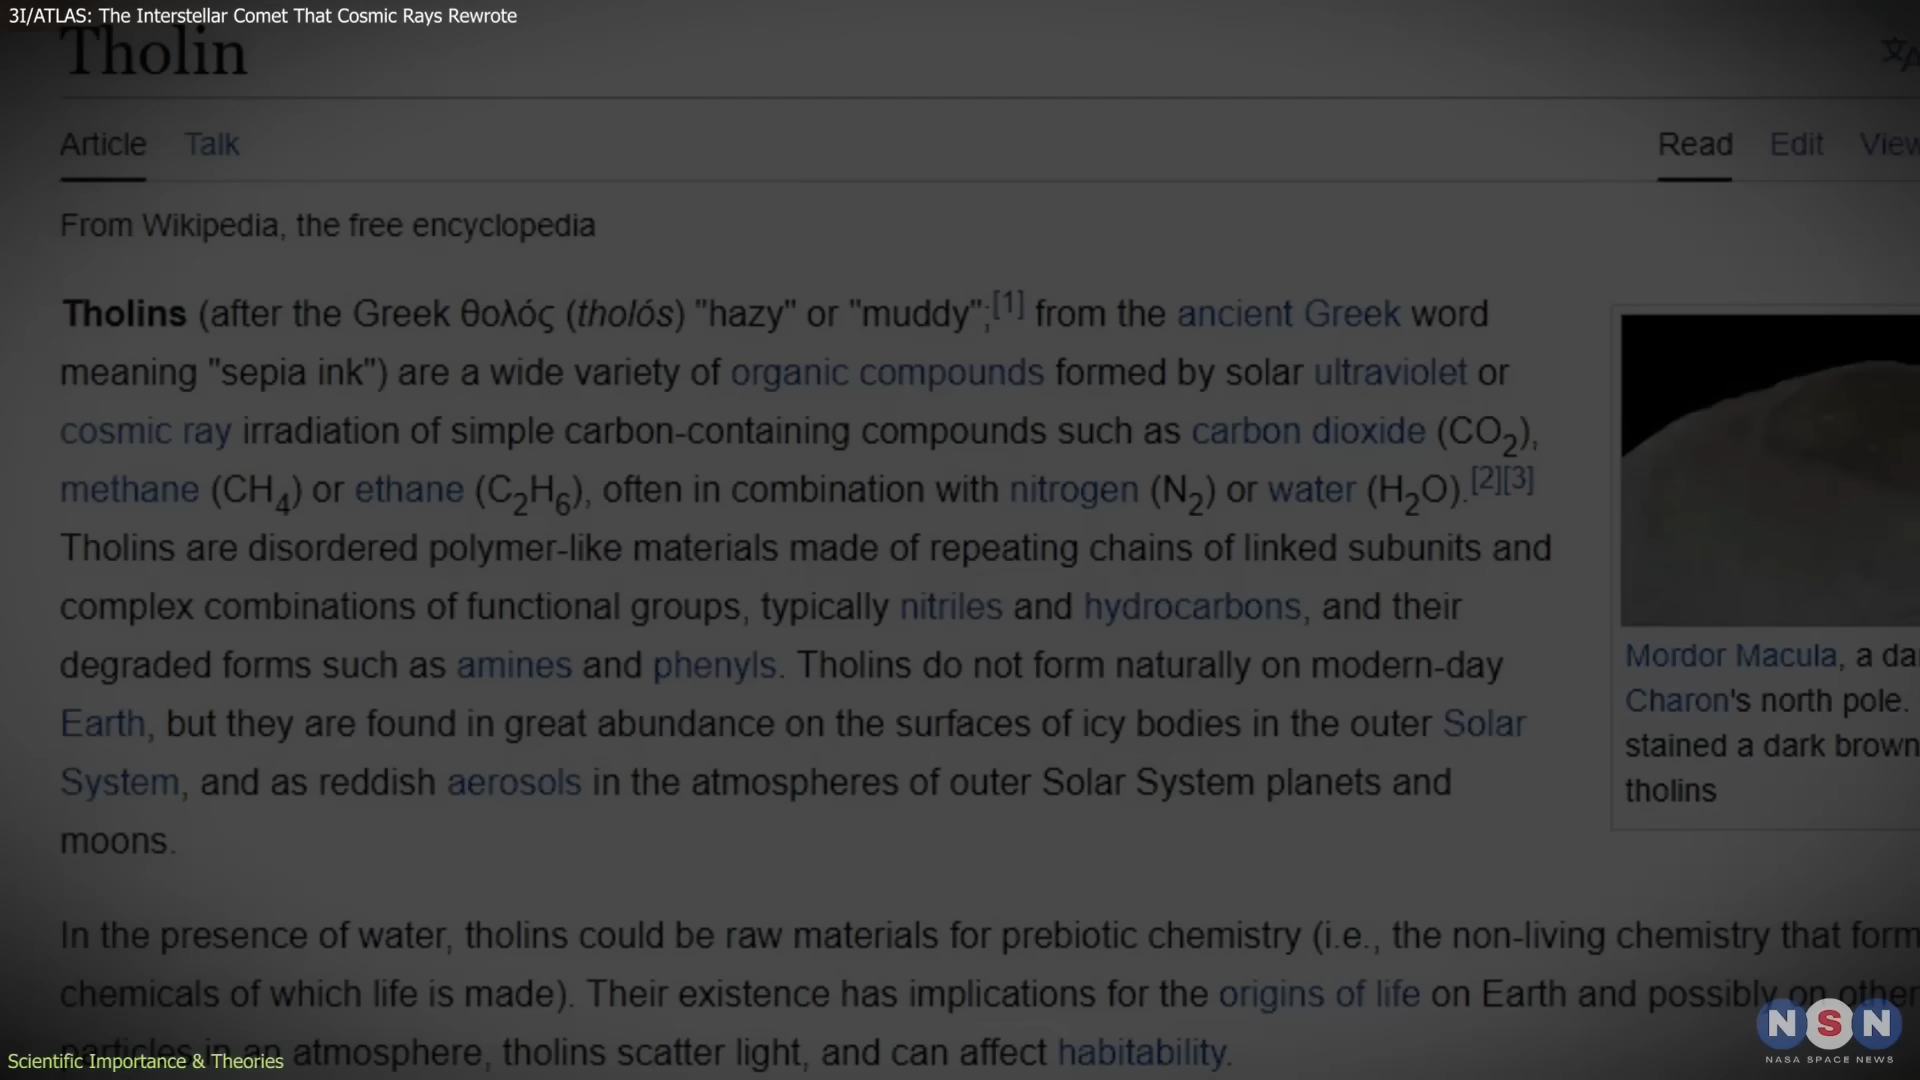 3I/ATLAS: The Interstellar Comet That Cosmic Rays Rewrote
Tholin
Article Talk Read Edit View
From Wikipedia, the free encyclopedia
Tholins (after the Greek θολός (tholós) "hazy" or "muddy";[1] from the ancient Greek word
meaning "sepia ink") are a wide variety of organic compounds formed by solar ultraviolet or
cosmic ray irradiation of simple carbon-containing compounds such as carbon dioxide (CO2),
methane (CH4) or ethane (C2H6), often in combination with nitrogen (N2) or water (H2O).[2][3]
Tholins are disordered polymer-like materials made of repeating chains of linked subunits and
complex combinations of functional groups, typically nitriles and hydrocarbons, and their
degraded forms such as amines and phenyls. Tholins do not form naturally on modern-day
Earth, but they are found in great abundance on the surfaces of icy bodies in the outer Solar
System, and as reddish aerosols in the atmospheres of outer Solar System planets and
moons.
Mordor Macula, a da
Charon's north pole.
stained a dark brown
tholins
In the presence of water, tholins could be raw materials for prebiotic chemistry (i.e., the non-living chemistry that form
chemicals of which life is made). Their existence has implications for the origins of life on Earth and possibly on other
particles in an atmosphere, tholins scatter light, and can affect habitability.
Scientific Importance & Theories
NSN
NASA SPACE NEWS